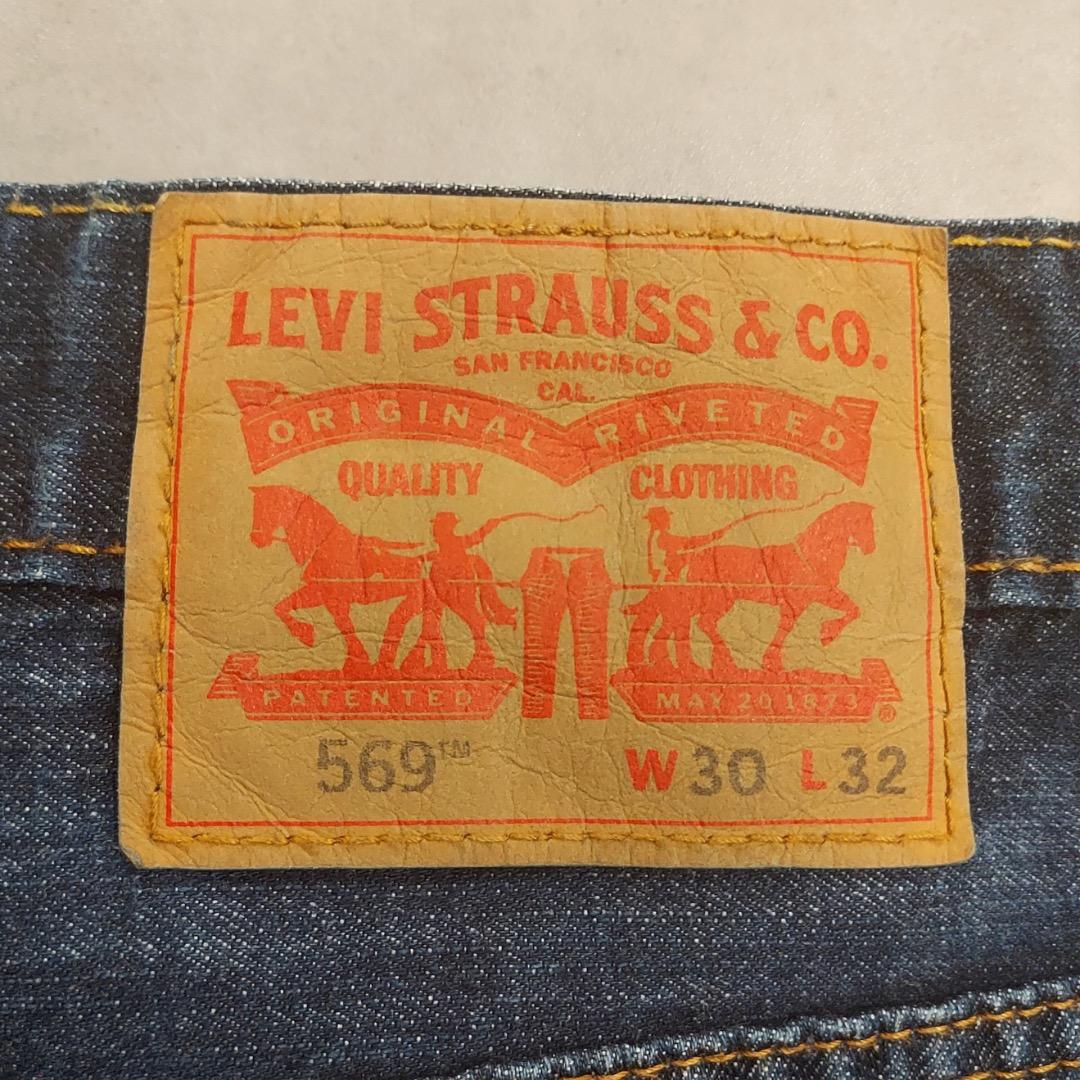 LEVI STRAUSS & CO.
SAN FRANCISCO
CAL.
ORIGINAL RIVETED
QUALITY CLOTHING
PATENTED MAY 20 1873 ®
569™ W30 L32